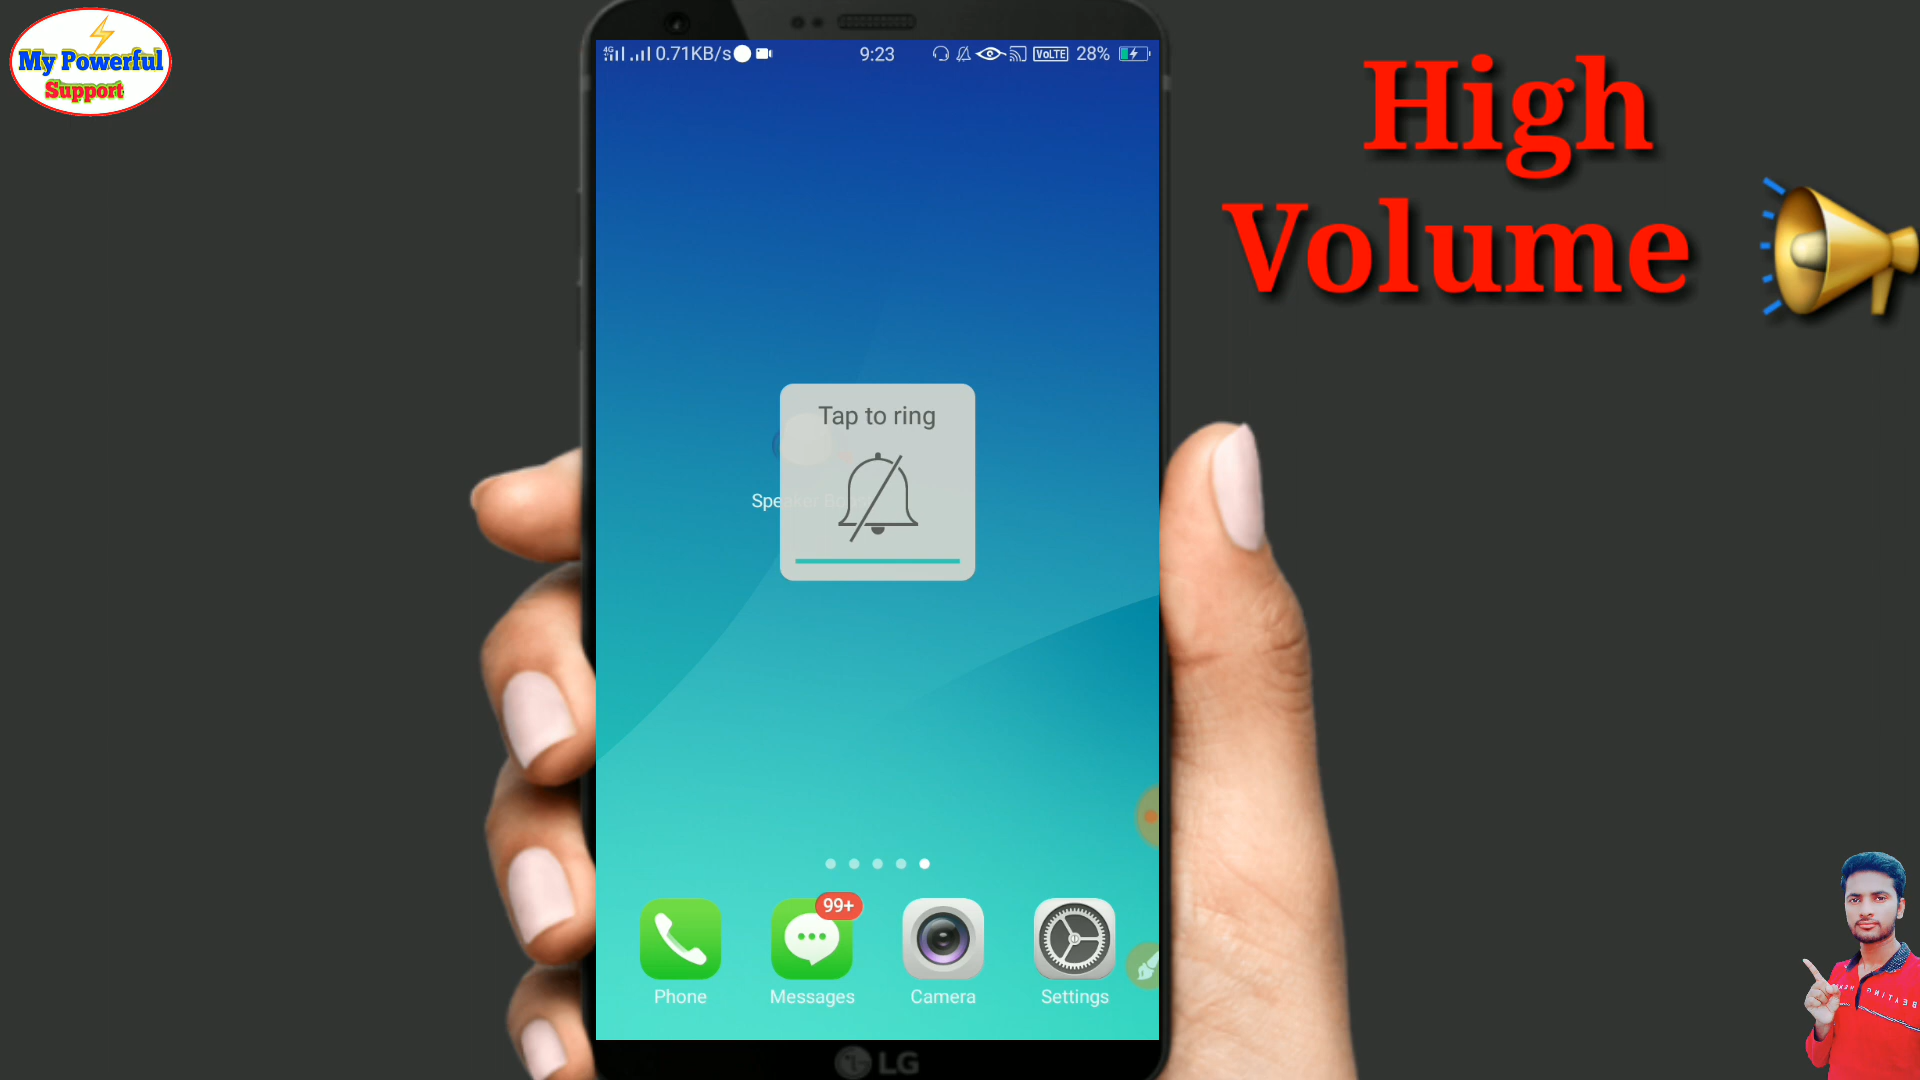 My Powerful
Support
High
Volume
4G 0.71KB/s 9:23 VoLTE 28%
Tap to ring
99+
Phone Messages Camera Settings
LG